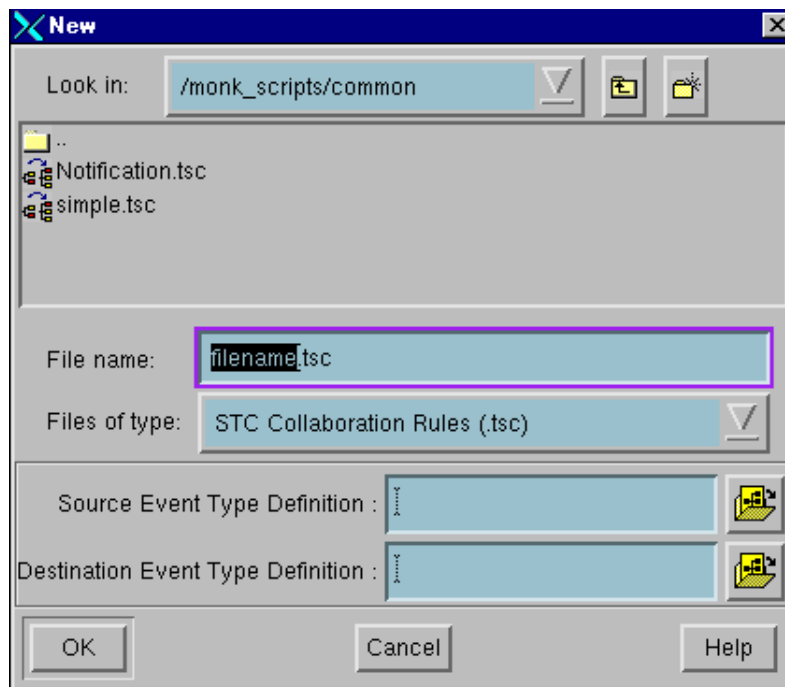 New
Look in: /monk_scripts/common
..
Notification.tsc
simple.tsc
File name: filename.tsc
Files of type: STC Collaboration Rules (.tsc)
Source Event Type Definition :
Destination Event Type Definition :
OK Cancel Help